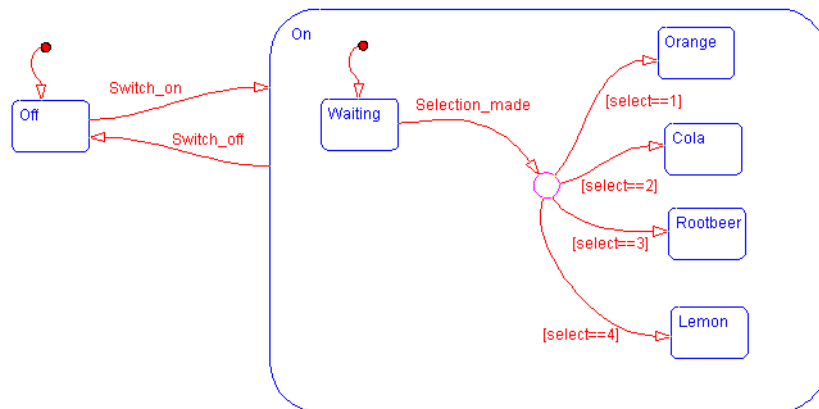 On
Orange
Switch_on
Off
Waiting
Selection_made
[select==1]
Switch_off
Cola
[select==2]
Rootbeer
[select==3]
Lemon
[select==4]